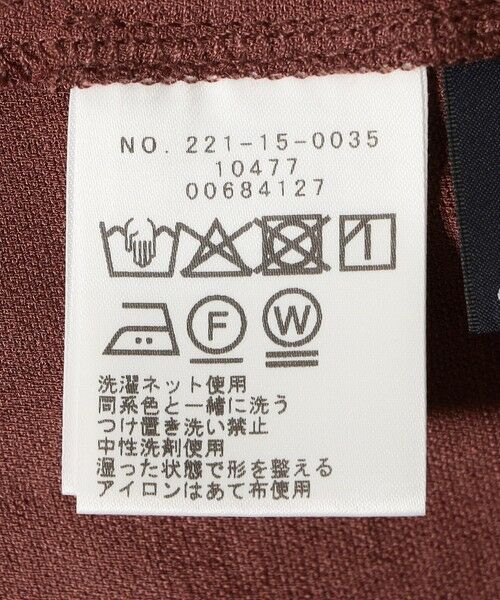 NO. 221-15-0035
10477
00684127
F W
洗濯ネット使用
同系色と一緒に洗う
つけ置き洗い禁止
中性洗剤使用
湿った状態で形を整える
アイロンはあて布使用